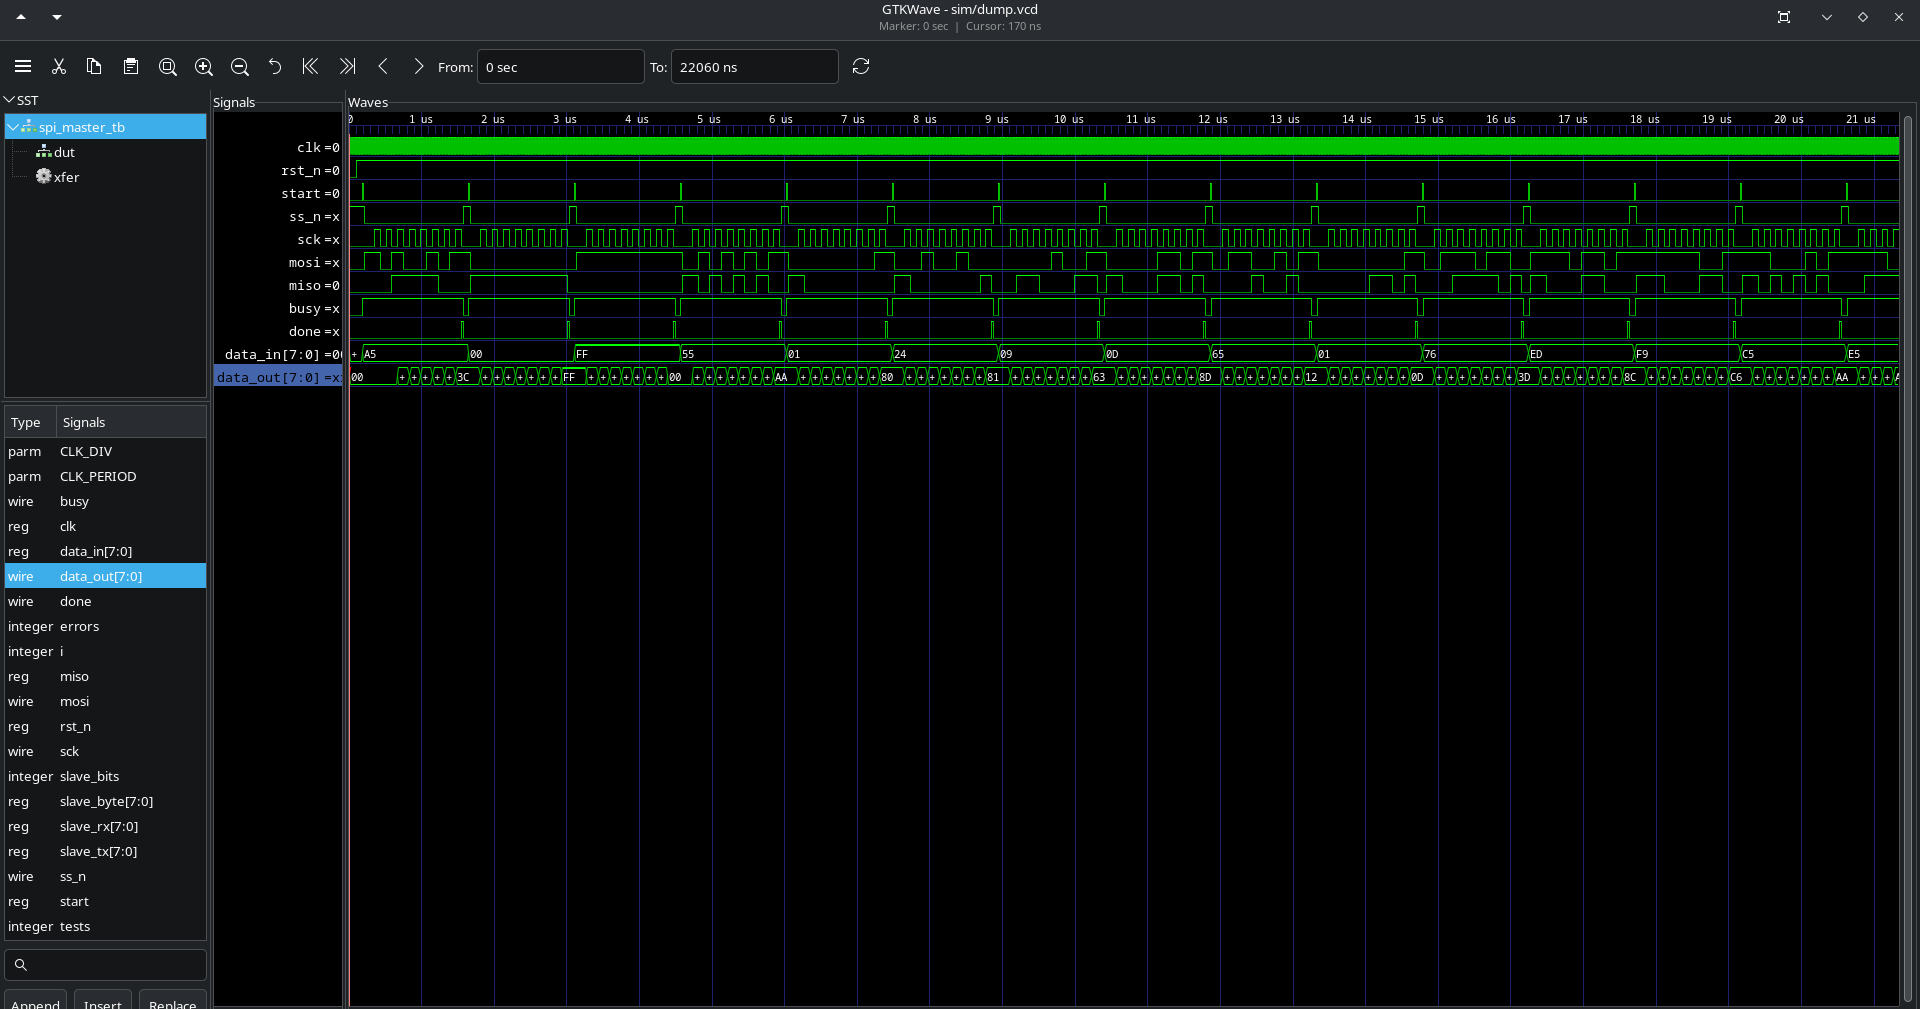 GTKWave - sim/dump.vcd
Marker: 0 sec | Cursor: 170 ns
From: 0 sec To: 22060 ns
SST
spi_master_tb
dut
xfer
Type Signals
parm CLK_DIV
parm CLK_PERIOD
wire busy
reg clk
reg data_in[7:0]
wire data_out[7:0]
wire done
integer errors
integer i
reg miso
wire mosi
reg rst_n
wire sck
integer slave_bits
reg slave_byte[7:0]
reg slave_rx[7:0]
reg slave_tx[7:0]
wire ss_n
reg start
integer tests
Append Insert Replace
Signals
clk =0
rst_n =0
start =0
ss_n =x
sck =x
mosi =x
miso =0
busy =x
done =x
data_in[7:0] =00
data_out[7:0] =x
Waves
0 1 us 2 us 3 us 4 us 5 us 6 us 7 us 8 us 9 us 10 us 11 us 12 us 13 us 14 us 15 us 16 us 17 us 18 us 19 us 20 us 21 us
+ A5 00 FF 55 01 24 09 0D 65 01 76 ED F9 C5 E5
00 + + + + + 3C + + + + + + + FF + + + + + + + 00 + + + + + + + AA + + + + + + + 80 + + + + + + + 81 + + + + + + + 63 + + + + + + + 8D + + + + + + + 12 + + + + + + + 0D + + + + + + + 3D + + + + + + + 8C + + + + + + + C6 + + + + + + + AA + + +